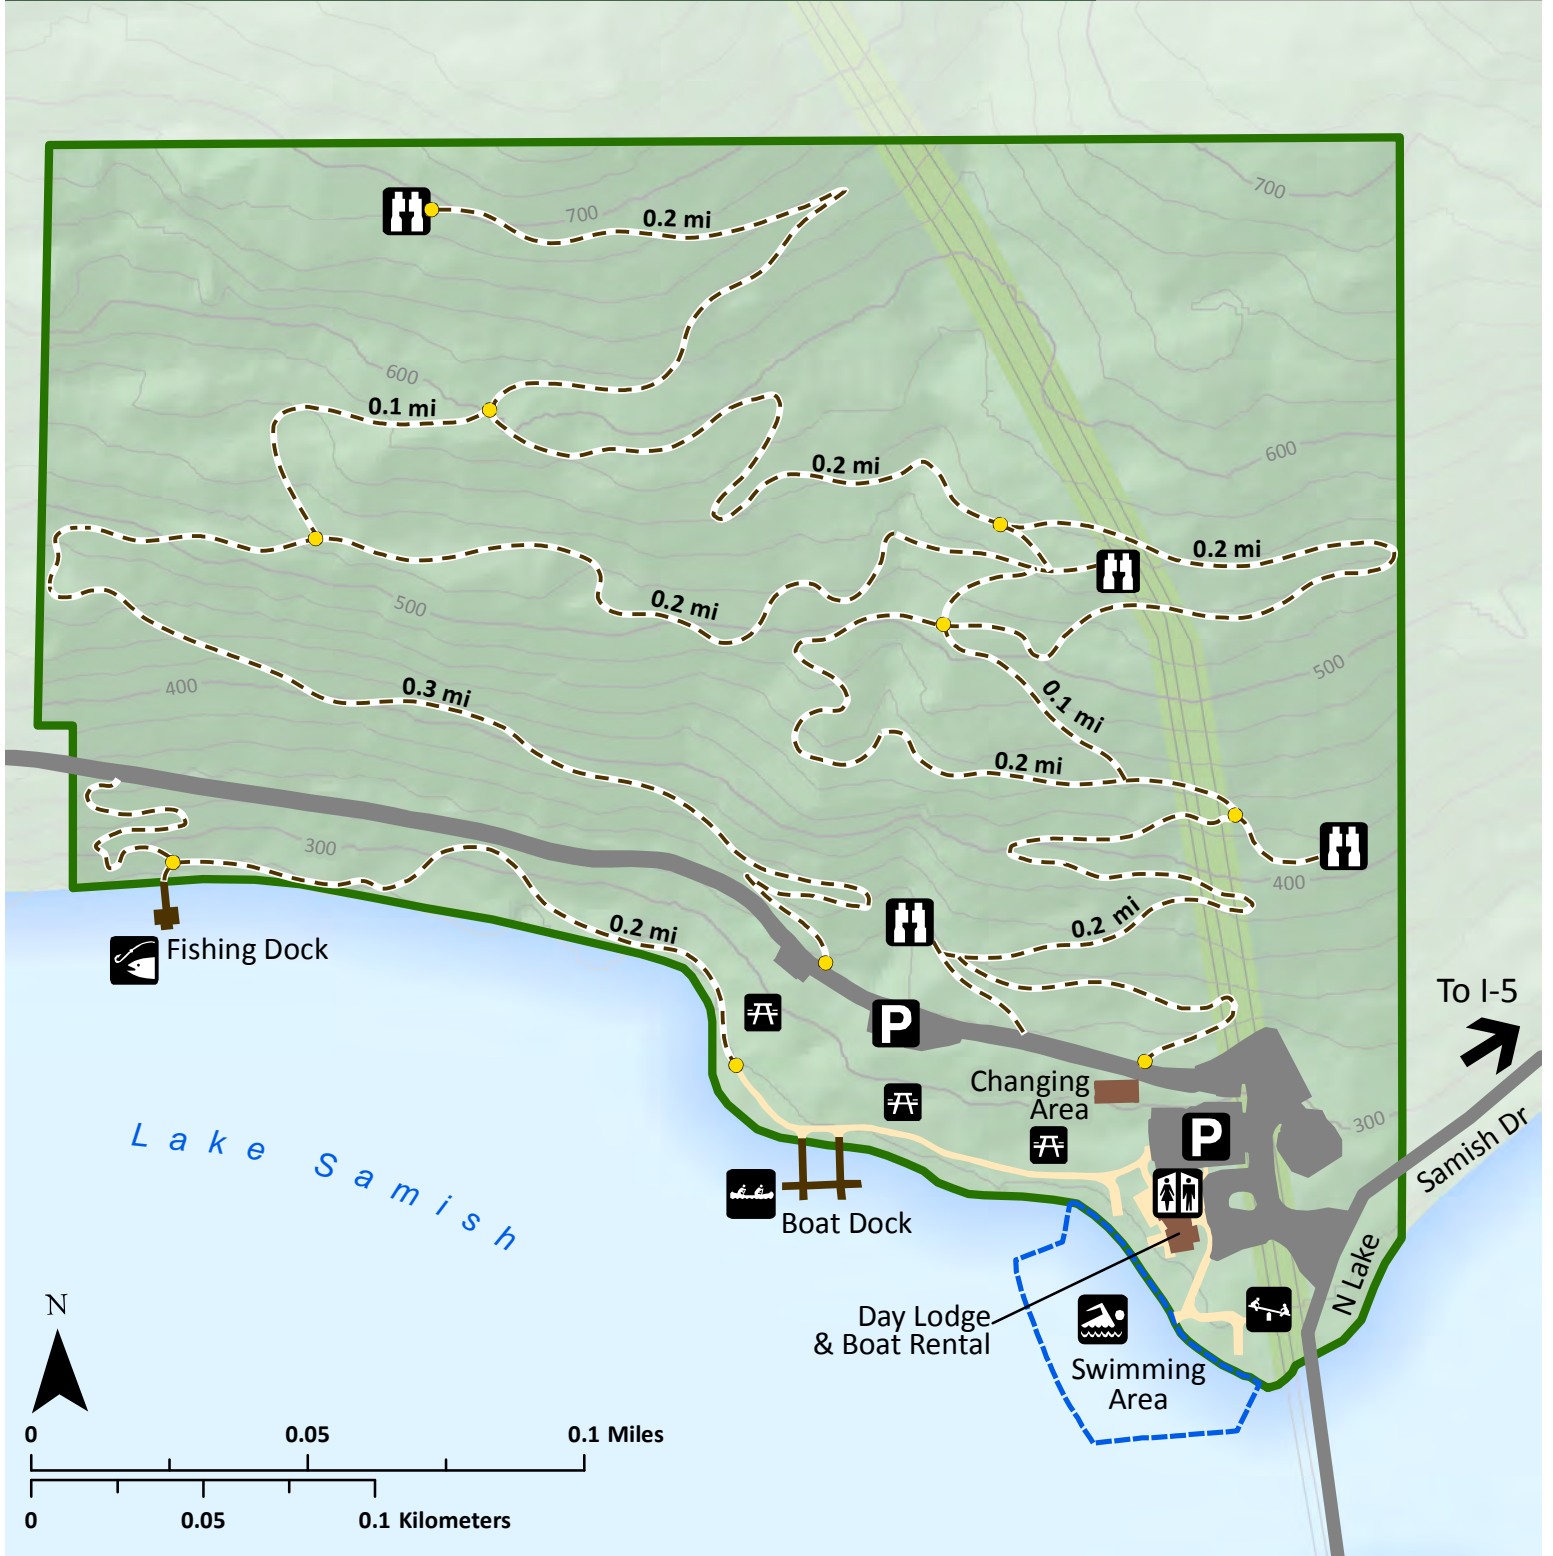 700
700
0.2 mi
600
0.1 mi
600
0.2 mi
0.2 mi
500
0.2 mi
500
400
0.3 mi
0.1 mi
0.2 mi
300
400
0.2 mi
0.2 mi
Fishing Dock
To I-5
P
Changing
Area
300
P
Samish Dr
Lake Samish
Boat Dock
N Lake
Day Lodge
& Boat Rental
Swimming
Area
N
0 0.05 0.1 Miles
0 0.05 0.1 Kilometers